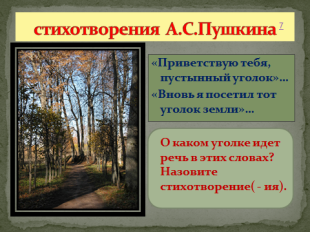 стихотворения А.С.Пушкина 7
«Приветствую тебя,
пустынный уголок»...
«Вновь я посетил тот
уголок земли»...
О каком уголке идет
речь в этих словах?
Назовите
стихотворение( - ия).